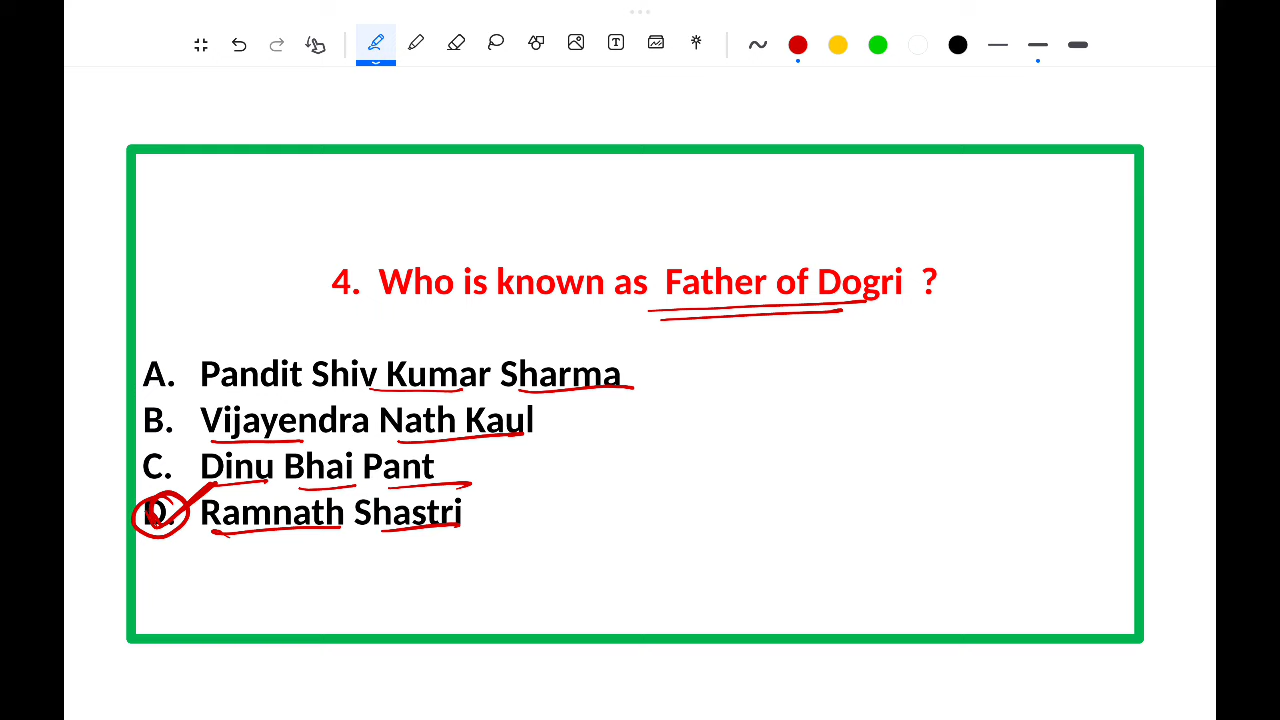 4. Who is known as Father of Dogri ?
A. Pandit Shiv Kumar Sharma
B. Vijayendra Nath Kaul
C. Dinu Bhai Pant
D. Ramnath Shastri